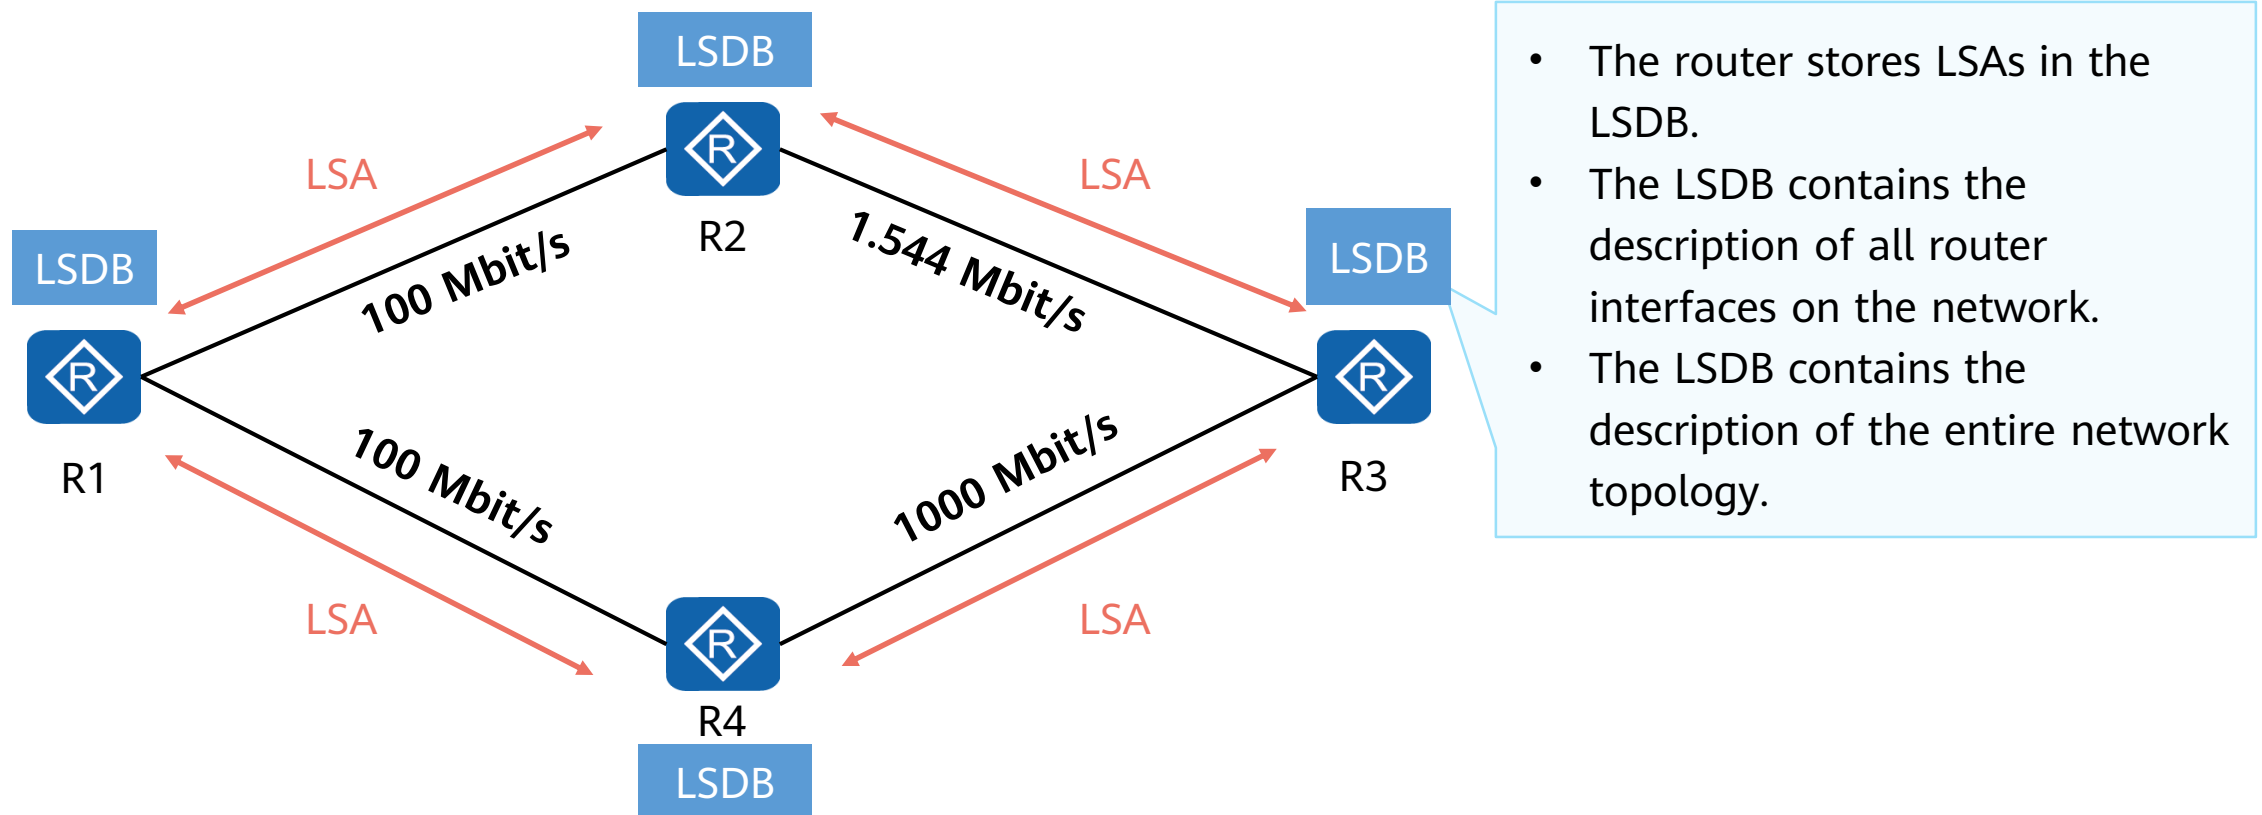 LSDB
R
R2
LSA
LSA
100 Mbit/s
1.544 Mbit/s
LSDB
R
R1
LSDB
R
R3
100 Mbit/s
1000 Mbit/s
LSA
LSA
R
R4
LSDB
• The router stores LSAs in the
LSDB.
• The LSDB contains the
description of all router
interfaces on the network.
• The LSDB contains the
description of the entire network
topology.